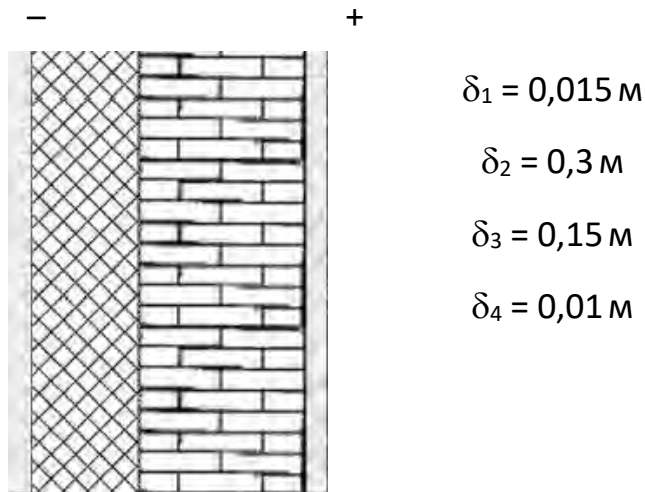 – +
δ₁ = 0,015 м
δ₂ = 0,3 м
δ₃ = 0,15 м
δ₄ = 0,01 м